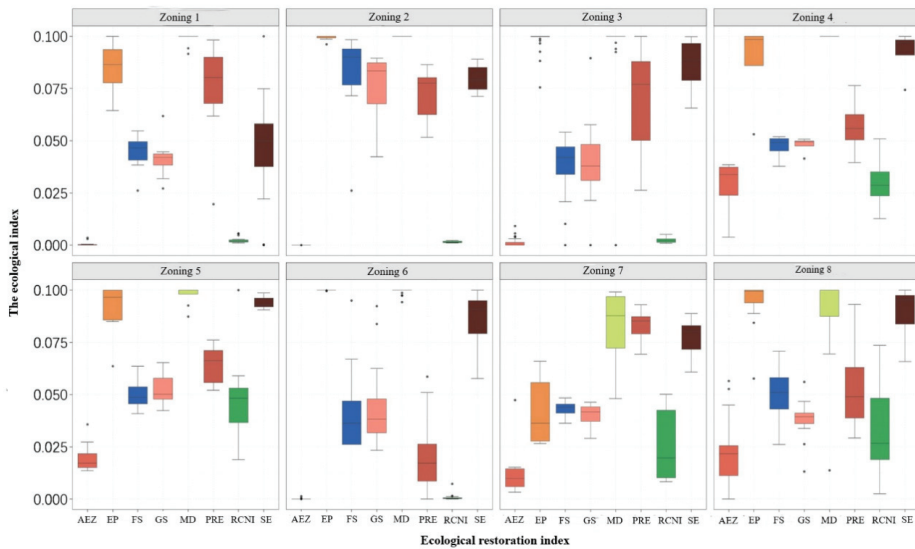 Zoning 1 Zoning 2 Zoning 3 Zoning 4
0.100
0.075
0.050
0.025
0.000
The ecological index
Zoning 5 Zoning 6 Zoning 7 Zoning 8
0.100
0.075
0.050
0.025
0.000
AEZ EP FS GS MD PRE RCNI SE AEZ EP FS GS MD PRE RCNI SE AEZ EP FS GS MD PRE RCNI SE AEZ EP FS GS MD PRE RCNI SE
Ecological restoration index